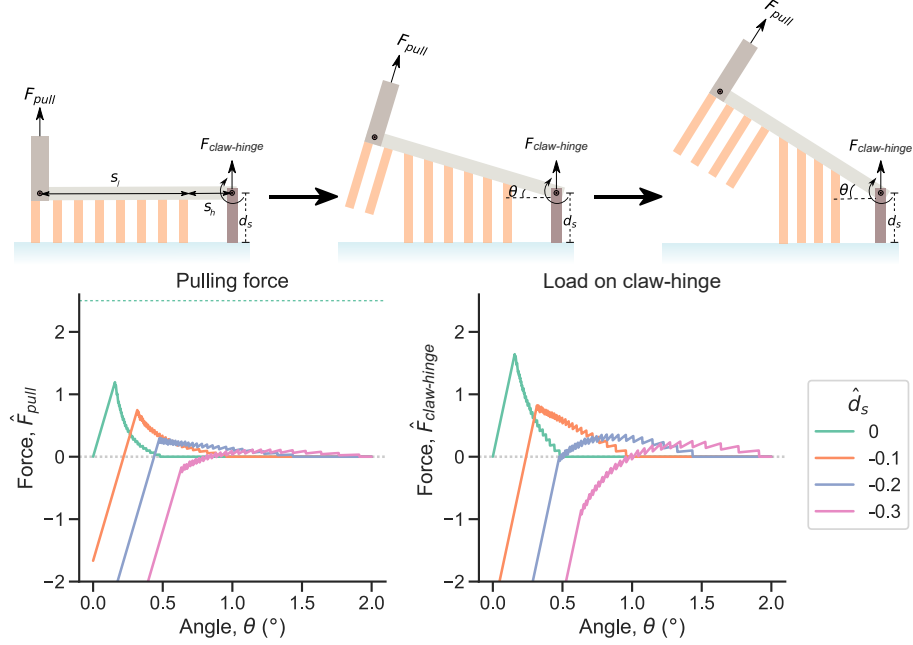 F_pull
F_claw-hinge
s_l
s_h
d_s
F_pull
F_claw-hinge
θ
d_s
F_pull
F_claw-hinge
θ
d_s
Pulling force
Load on claw-hinge
Force, F̂_pull
2
1
0
−1
−2
0.0 0.5 1.0 1.5 2.0
Angle, θ (°)
Force, F̂_claw-hinge
2
1
0
−1
−2
0.0 0.5 1.0 1.5 2.0
Angle, θ (°)
d̂_s
0
-0.1
-0.2
-0.3